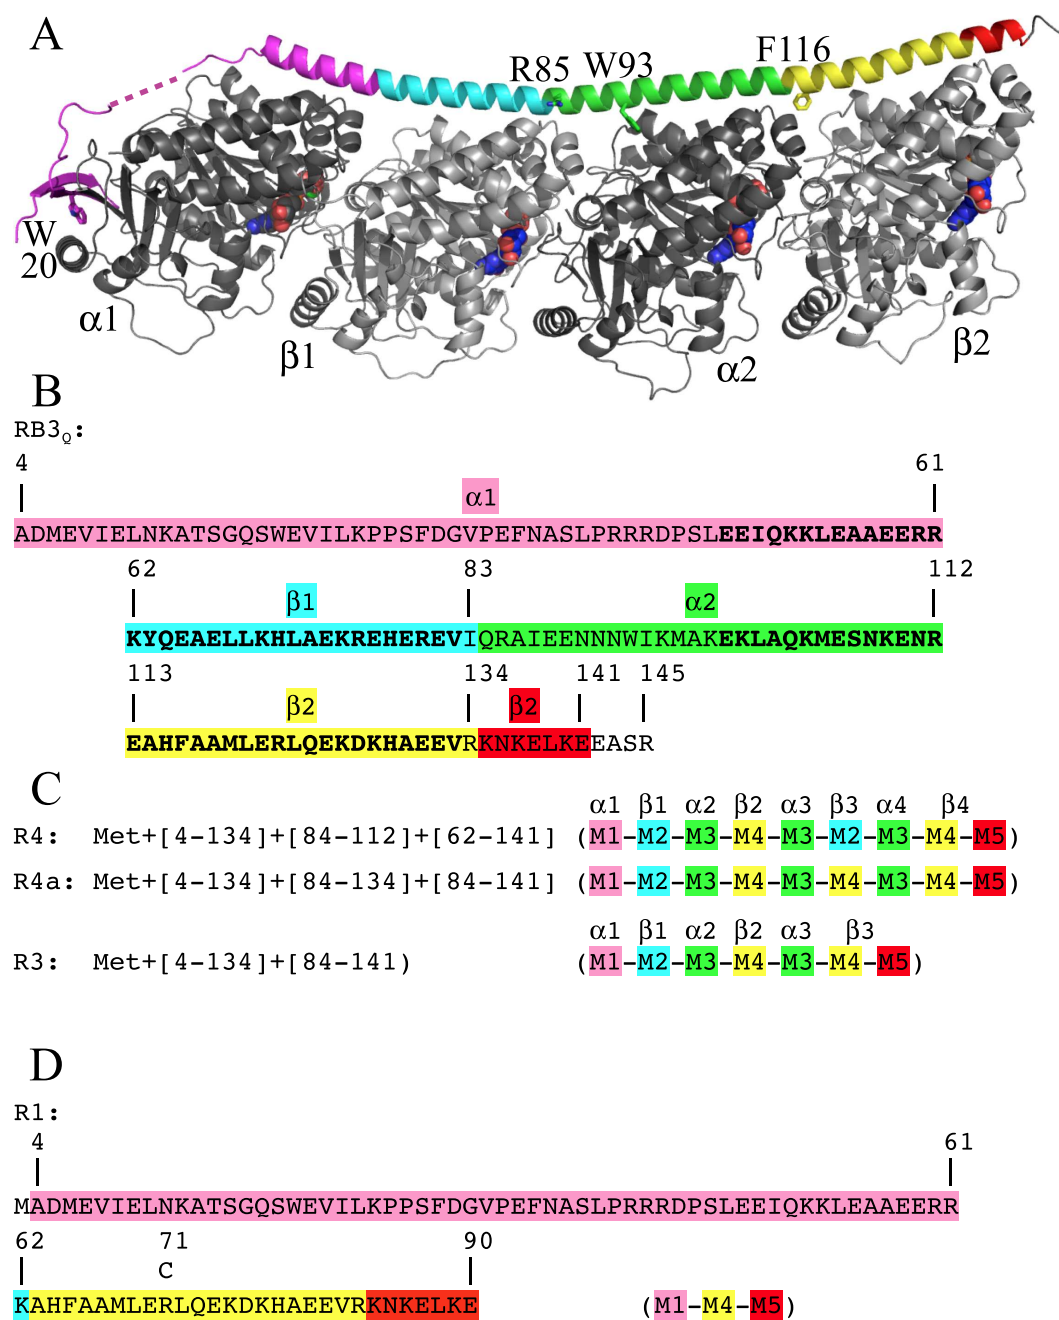 A
R85 W93 F116
W
20
α1
β1
α2
β2
B
RB3Q:
4 61
α1
ADMEVIELNKATSGQSWEVILKPPSFDGVPEFNASLPRRRDPSLEEIQKKLEAAEERR
62 83 112
β1 α2
KYQEAELLKHLAEKREHEREVIQRAIEENNNWIKMAKEKLAQKMESNKENR
113 134 141 145
β2 β2
EAHFAAMLERLQEKDKHAEEVRKNKELKEEASR
C
α1 β1 α2 β2 α3 β3 α4 β4
R4: Met+[4-134]+[84-112]+[62-141] (M1-M2-M3-M4-M3-M2-M3-M4-M5)
R4a: Met+[4-134]+[84-134]+[84-141] (M1-M2-M3-M4-M3-M4-M3-M4-M5)
α1 β1 α2 β2 α3 β3
R3: Met+[4-134]+[84-141) (M1-M2-M3-M4-M3-M4-M5)
D
R1:
4 61
MADMEVIELNKATSGQSWEVILKPPSFDGVPEFNASLPRRRDPSLEEIQKKLEAAEERR
62 71 90
C
KAHFAAMLERLQEKDKHAEEVRKNKELKE (M1-M4-M5)